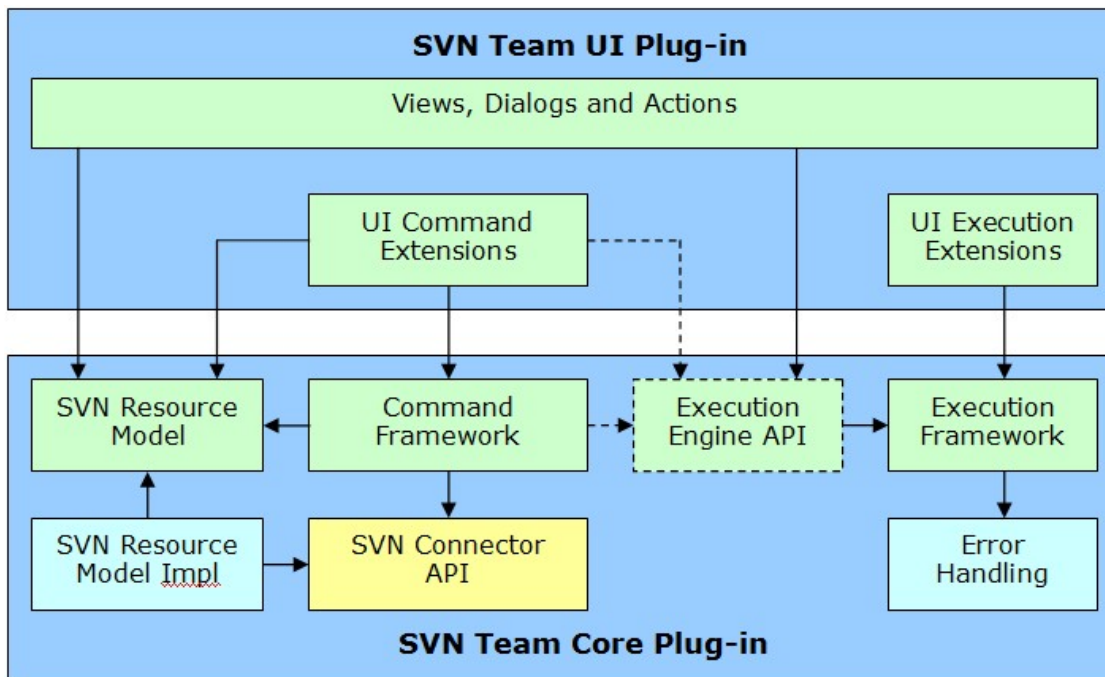 SVN Team UI Plug-in
Views, Dialogs and Actions
UI Command
Extensions
UI Execution
Extensions
SVN Resource
Model
Command
Framework
Execution
Engine API
Execution
Framework
SVN Resource
Model Impl
SVN Connector
API
Error
Handling
SVN Team Core Plug-in